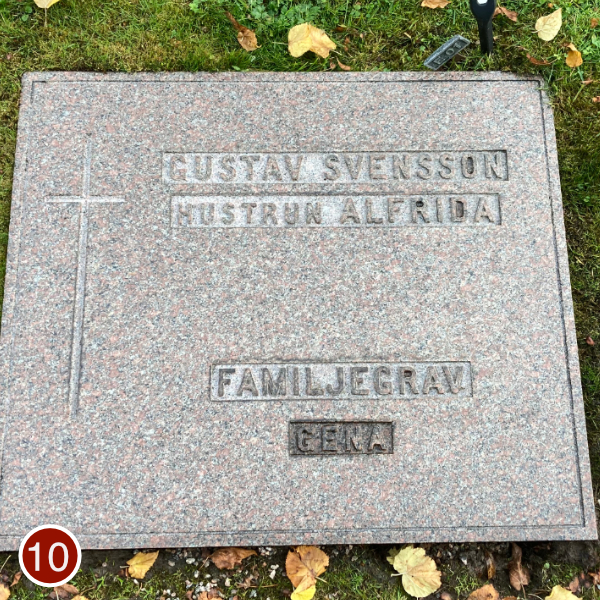 GUSTAV SVENSSON
HUSTRUN ALFRIDA
FAMILJEGRAV
GENA
10